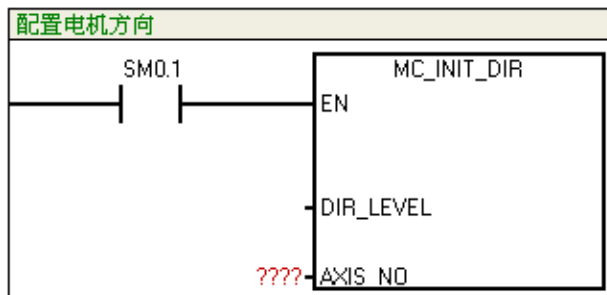 配置电机方向
SM0.1
MC_INIT_DIR
EN
DIR_LEVEL
????
AXIS_NO